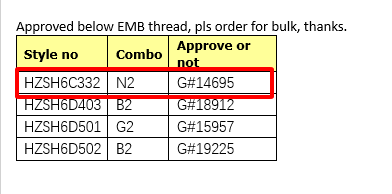 Approved below EMB thread, pls order for bulk, thanks.
Style no Combo Approve or not
HZSH6C332 N2 G#14695
HZSH6D403 B2 G#18912
HZSH6D501 G2 G#15957
HZSH6D502 B2 G#19225